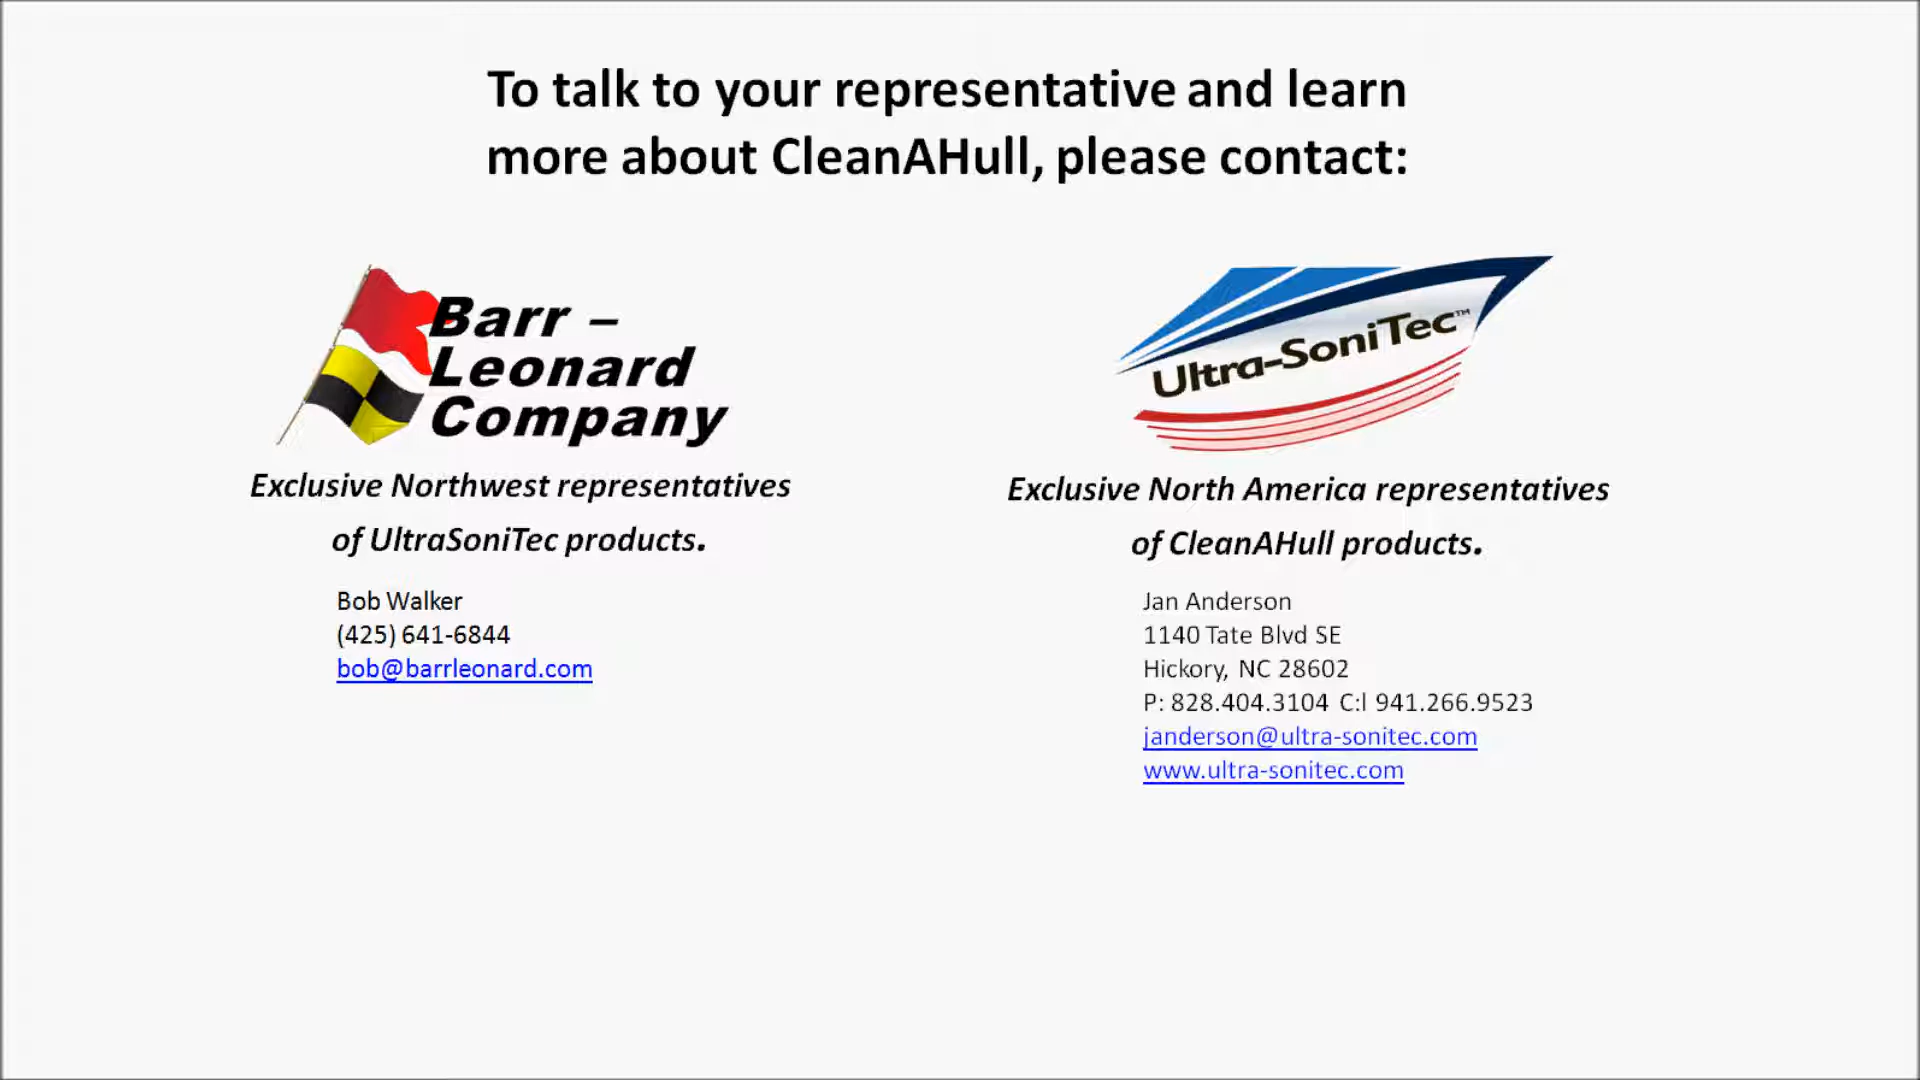 To talk to your representative and learn
more about CleanAHull, please contact:
Barr –
Leonard
Company
Exclusive Northwest representatives
of UltraSoniTec products.
Bob Walker
(425) 641-6844
bob@barrleonard.com
Ultra-SoniTec™
Exclusive North America representatives
of CleanAHull products.
Jan Anderson
1140 Tate Blvd SE
Hickory, NC 28602
P: 828.404.3104 C:l 941.266.9523
janderson@ultra-sonitec.com
www.ultra-sonitec.com